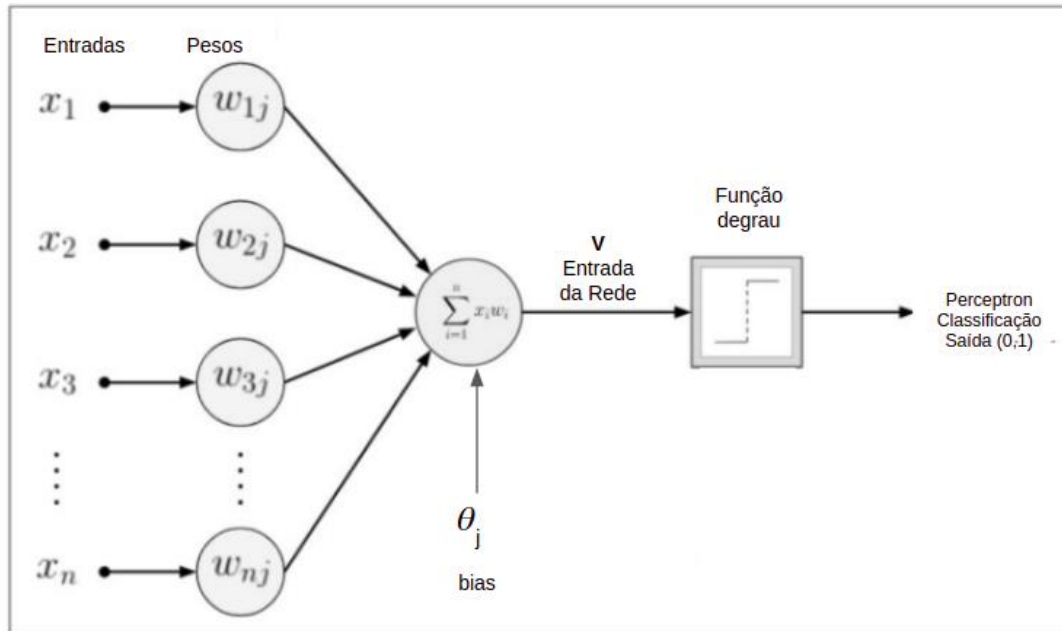 Entradas
Pesos
x₁
w₁ⱼ
x₂
w₂ⱼ
x₃
w₃ⱼ
xₙ
wₙⱼ
n
∑ xᵢwᵢ
i=1
θⱼ
bias
V
Entrada
da Rede
Função
degrau
Perceptron
Classificação
Saída (0,1)